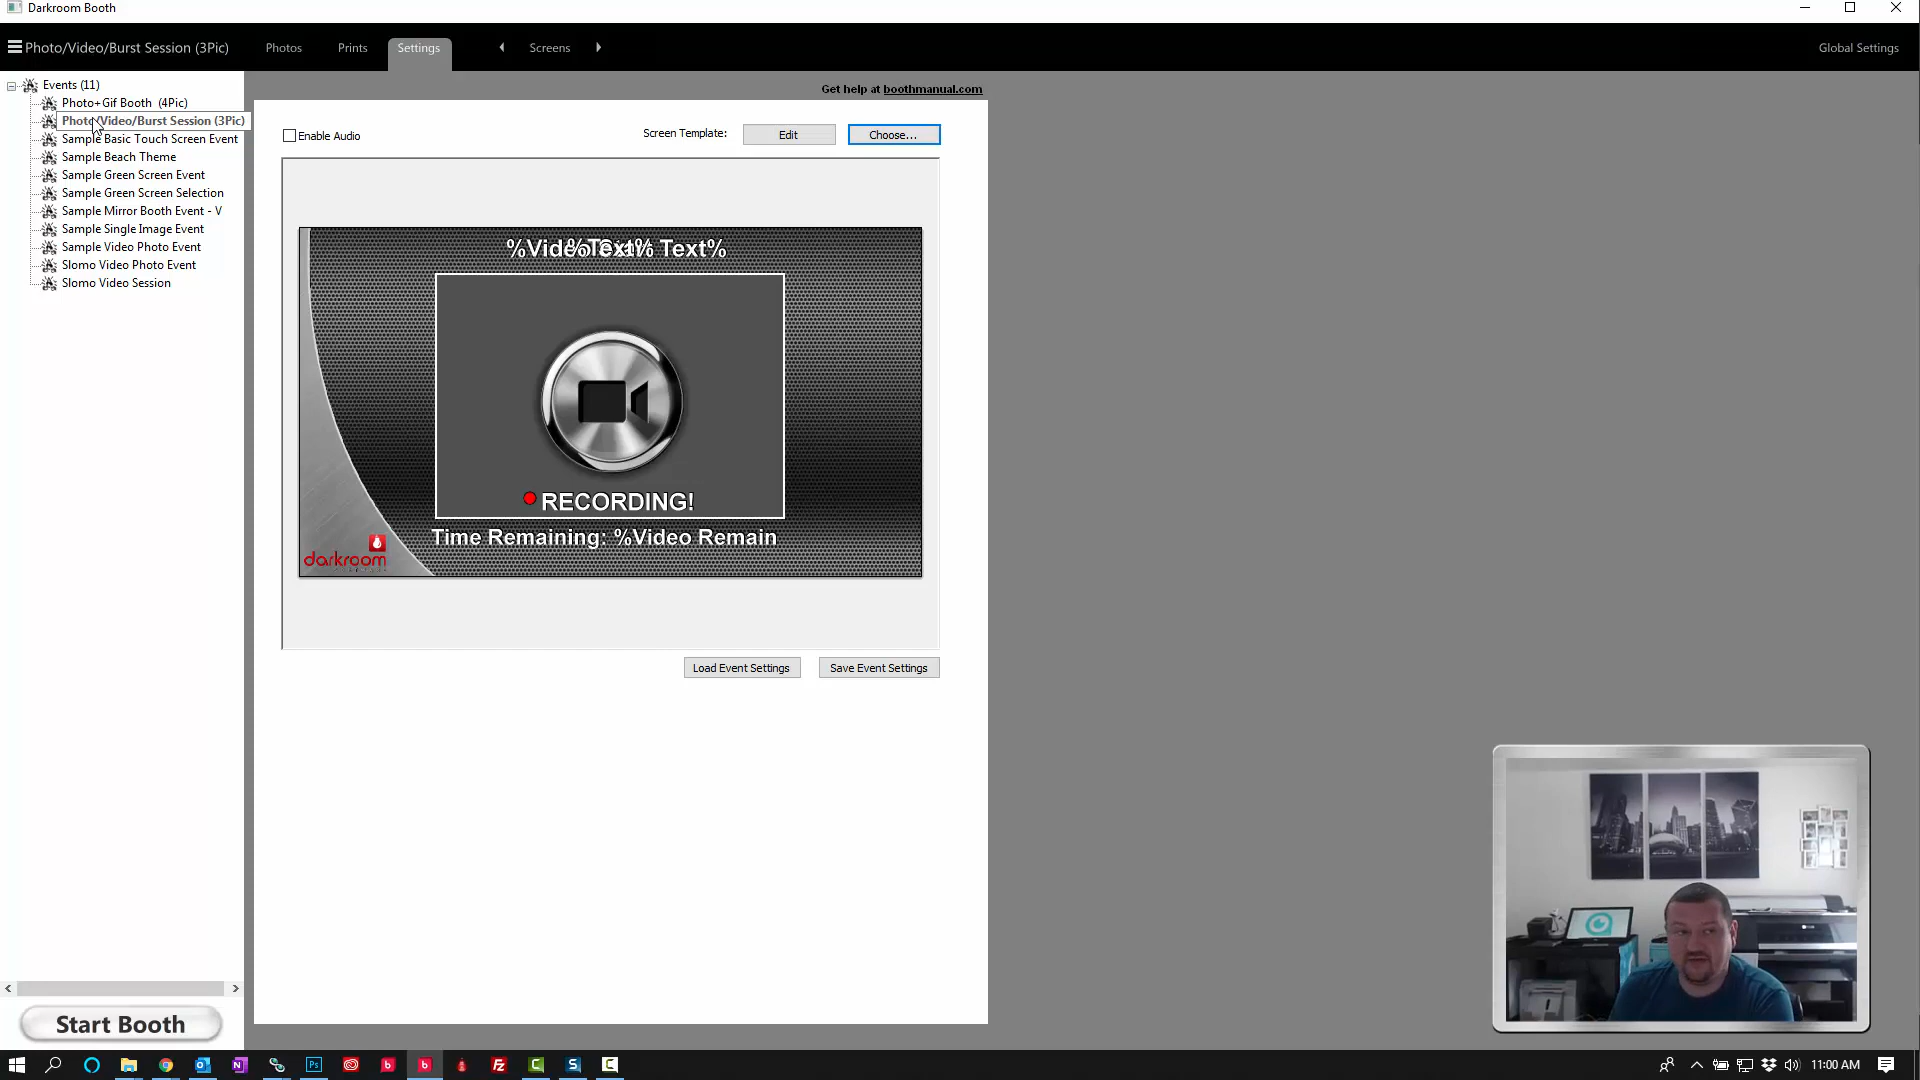 Darkroom Booth
Photo/Video/Burst Session (3Pic)
Photos
Prints
Settings
Screens
Global Settings
Events (11)
Photo+Gif Booth (4Pic)
Photo/Video/Burst Session (3Pic)
Sample Basic Touch Screen Event
Sample Beach Theme
Sample Green Screen Event
Sample Green Screen Selection
Sample Mirror Booth Event - V
Sample Single Image Event
Sample Video Photo Event
Slomo Video Photo Event
Slomo Video Session
Start Booth
Get help at boothmanual.com
Enable Audio
Screen Template:
Edit
Choose...
RECORDING!
Time Remaining: %Video Remain
darkroom
Load Event Settings
Save Event Settings
11:00 AM